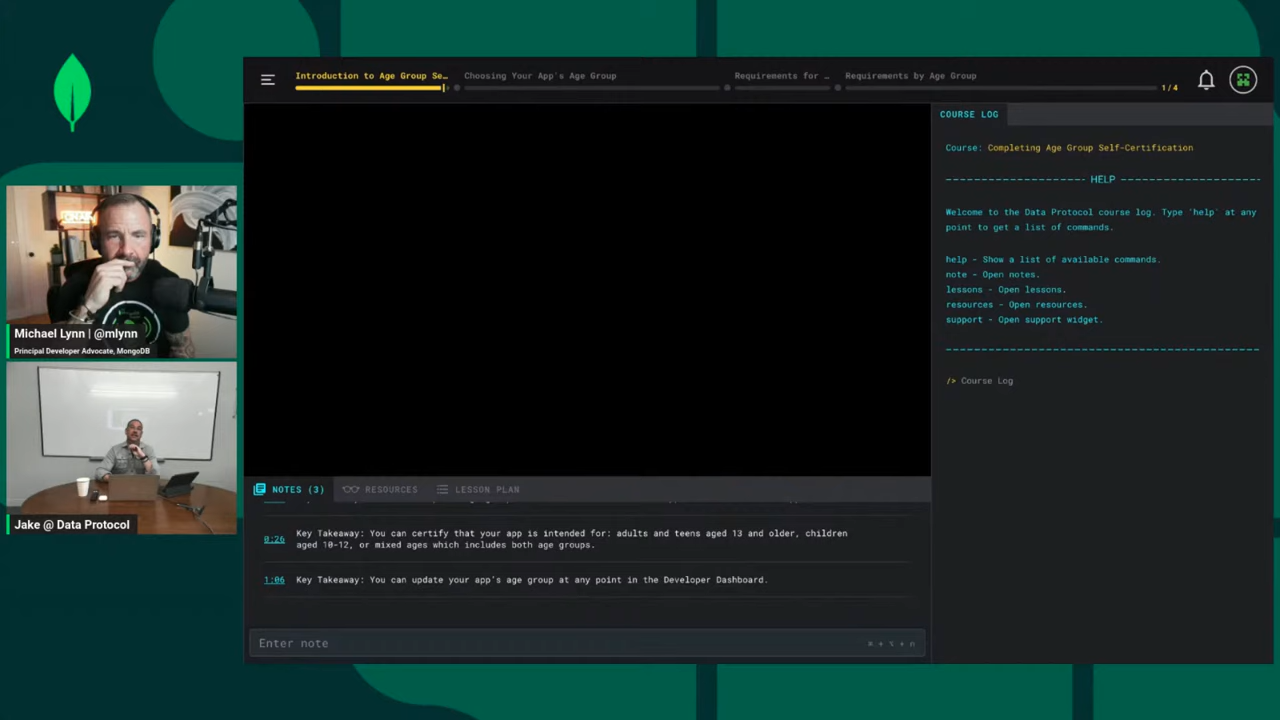 Introduction to Age Group Se…
Choosing Your App's Age Group
Requirements for …
Requirements by Age Group
1/4
COURSE LOG
Course: Completing Age Group Self-Certification
HELP
Welcome to the Data Protocol course log. Type 'help' at any
point to get a list of commands.
help - Show a list of available commands.
note - Open notes.
lessons - Open lessons.
resources - Open resources.
support - Open support widget.
/> Course Log
Michael Lynn | @mlynn
Principal Developer Advocate, MongoDB
Jake @ Data Protocol
NOTES (3)
RESOURCES
LESSON PLAN
0:26
Key Takeaway: You can certify that your app is intended for: adults and teens aged 13 and older, children
aged 10-12, or mixed ages which includes both age groups.
1:06
Key Takeaway: You can update your app's age group at any point in the Developer Dashboard.
Enter note